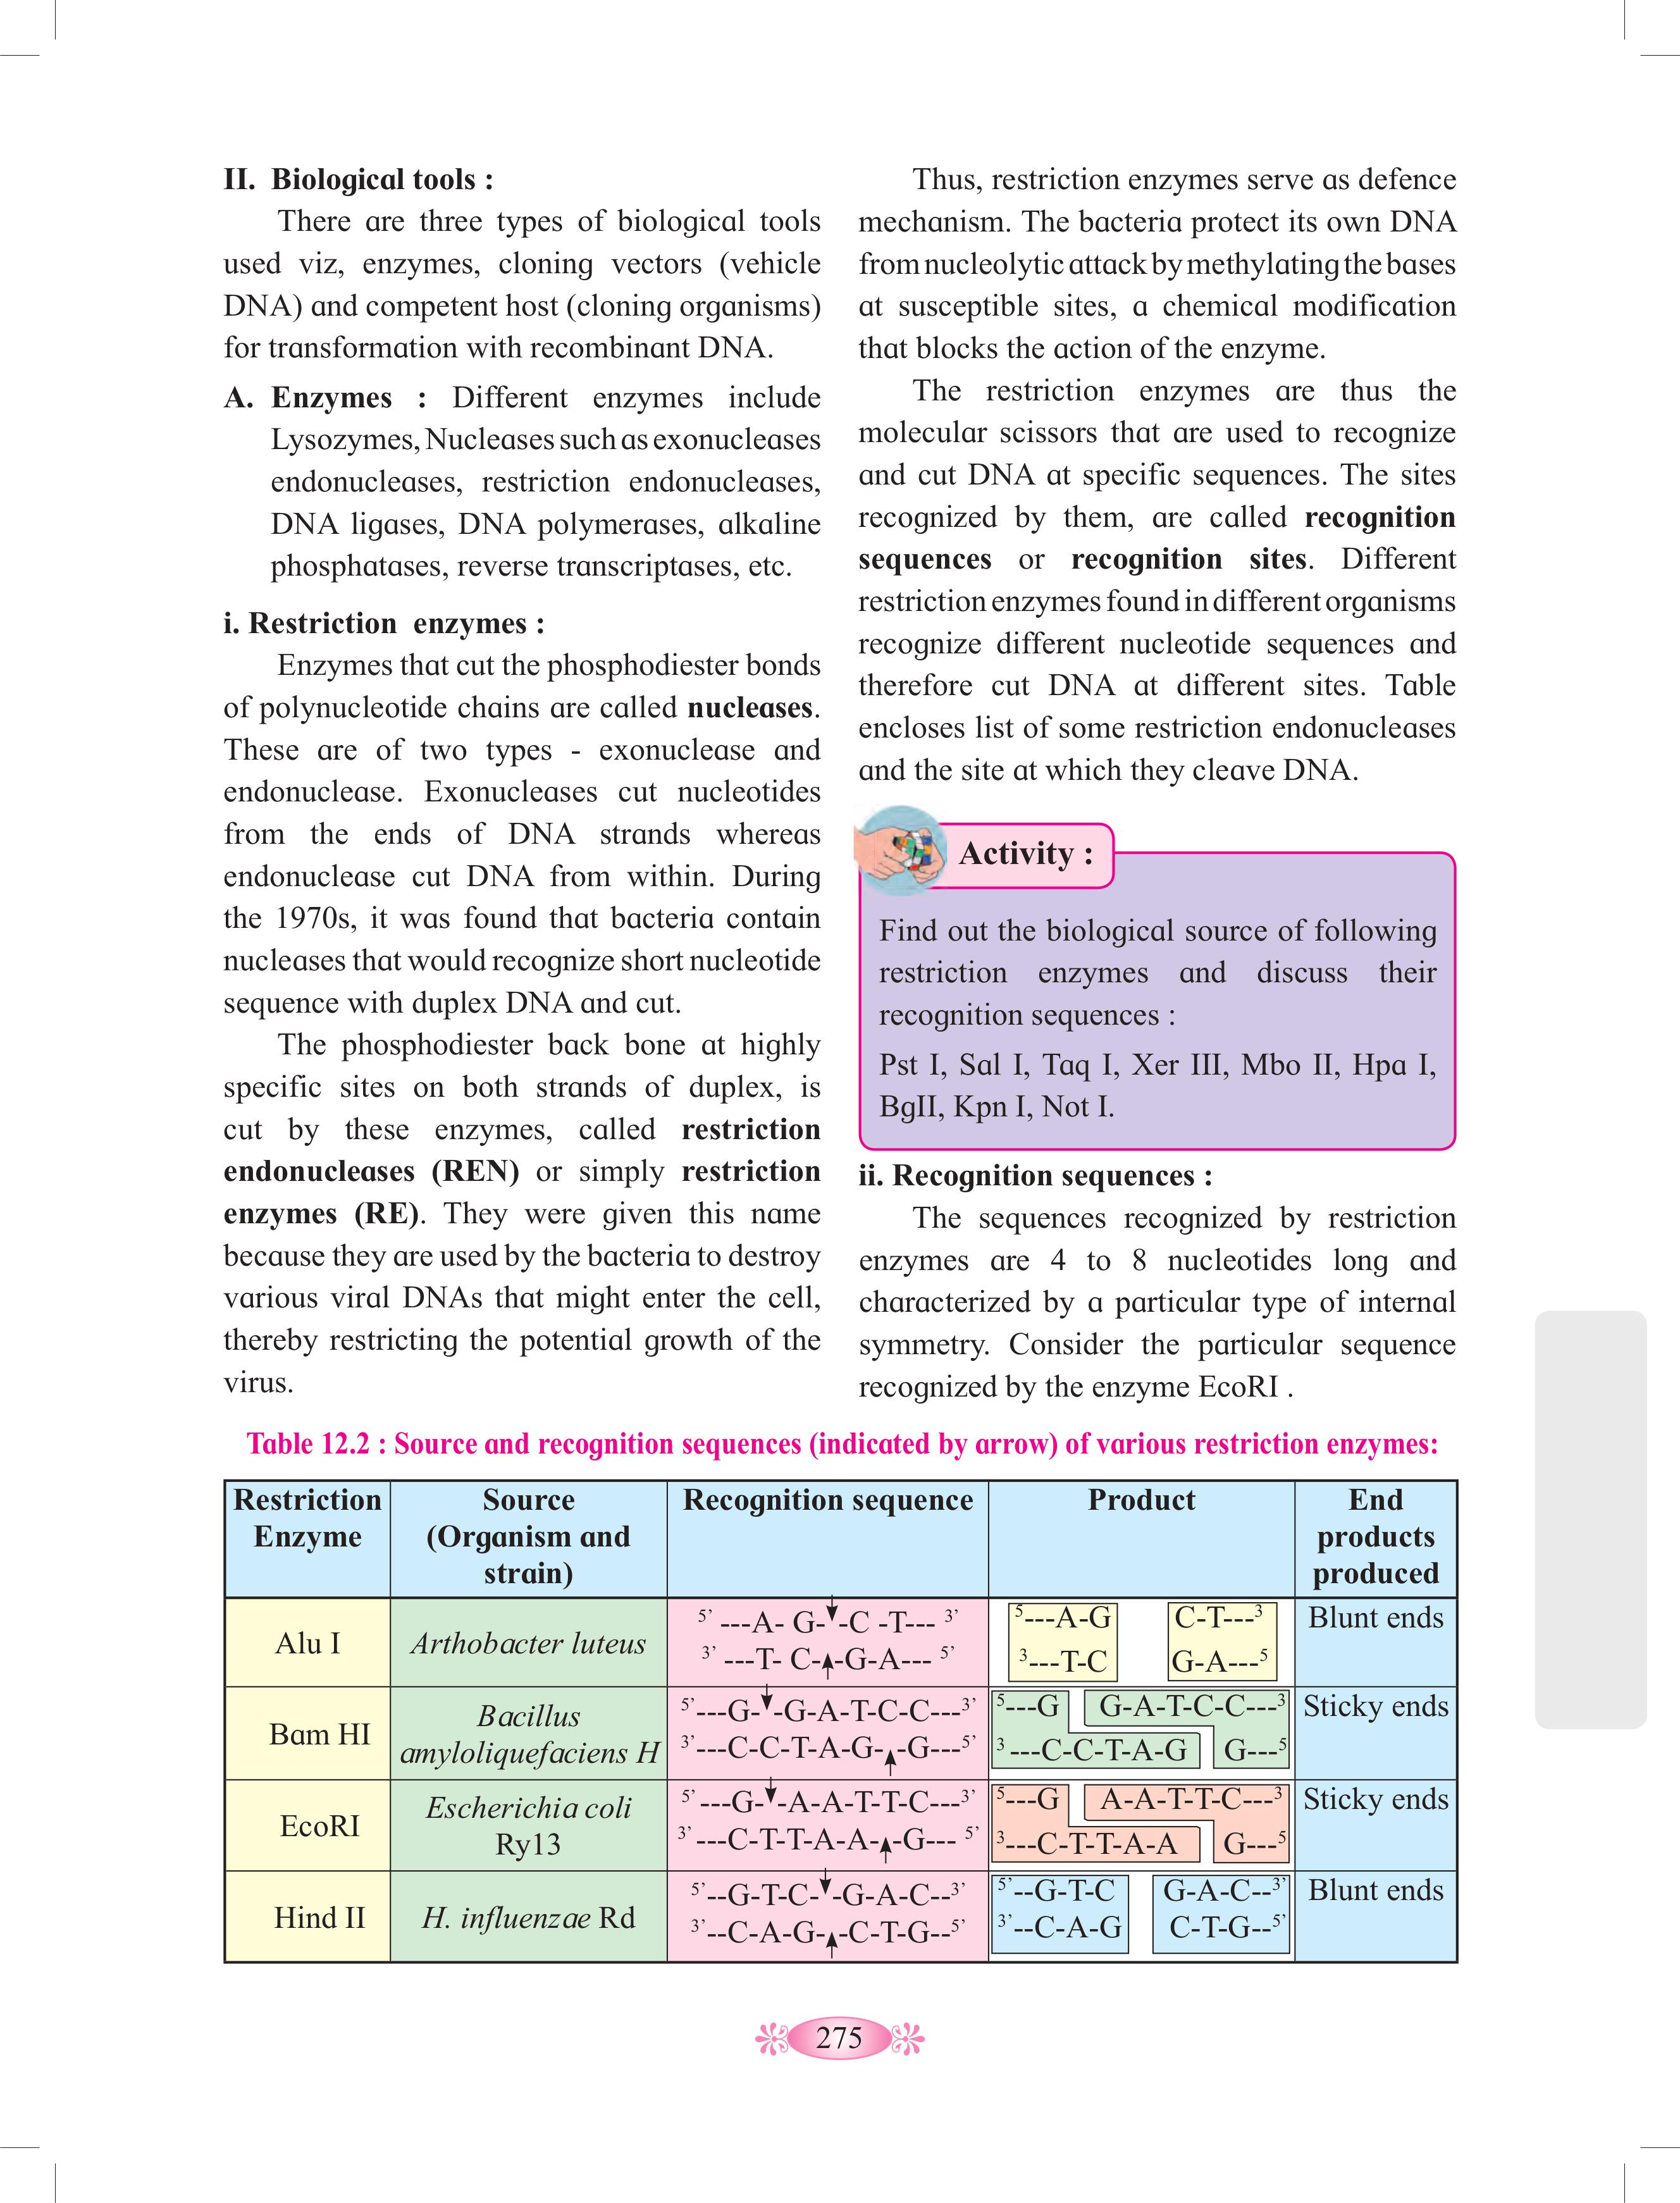 II. Biological tools :
There are three types of biological tools
used viz, enzymes, cloning vectors (vehicle
DNA) and competent host (cloning organisms)
for transformation with recombinant DNA.
A. Enzymes : Different enzymes include
Lysozymes, Nucleases such as exonucleases
endonucleases, restriction endonucleases,
DNA ligases, DNA polymerases, alkaline
phosphatases, reverse transcriptases, etc.
i. Restriction enzymes :
Enzymes that cut the phosphodiester bonds
of polynucleotide chains are called nucleases.
These are of two types - exonuclease and
endonuclease. Exonucleases cut nucleotides
from the ends of DNA strands whereas
endonuclease cut DNA from within. During
the 1970s, it was found that bacteria contain
nucleases that would recognize short nucleotide
sequence with duplex DNA and cut.
The phosphodiester back bone at highly
specific sites on both strands of duplex, is
cut by these enzymes, called restriction
endonucleases (REN) or simply restriction
enzymes (RE). They were given this name
because they are used by the bacteria to destroy
various viral DNAs that might enter the cell,
thereby restricting the potential growth of the
virus.
Thus, restriction enzymes serve as defence
mechanism. The bacteria protect its own DNA
from nucleolytic attack by methylating the bases
at susceptible sites, a chemical modification
that blocks the action of the enzyme.
The restriction enzymes are thus the
molecular scissors that are used to recognize
and cut DNA at specific sequences. The sites
recognized by them, are called recognition
sequences or recognition sites. Different
restriction enzymes found in different organisms
recognize different nucleotide sequences and
therefore cut DNA at different sites. Table
encloses list of some restriction endonucleases
and the site at which they cleave DNA.
Activity :
Find out the biological source of following
restriction enzymes and discuss their
recognition sequences :
Pst I, Sal I, Taq I, Xer III, Mbo II, Hpa I,
BgII, Kpn I, Not I.
ii. Recognition sequences :
The sequences recognized by restriction
enzymes are 4 to 8 nucleotides long and
characterized by a particular type of internal
symmetry. Consider the particular sequence
recognized by the enzyme EcoRI .
Table 12.2 : Source and recognition sequences (indicated by arrow) of various restriction enzymes:
Restriction Enzyme
Source (Organism and strain)
Recognition sequence
Product
End products produced
Alu I
Arthobacter luteus
5’ ---A- G- -C -T--- 3’
3’ ---T- C- -G-A--- 5’
5---A-G C-T---3
3---T-C G-A---5
Blunt ends
Bam HI
Bacillus
amyloliquefaciens H
5’---G- -G-A-T-C-C---3’
3’---C-C-T-A-G- -G---5’
5---G G-A-T-C-C---3
3 ---C-C-T-A-G G---5
Sticky ends
EcoRI
Escherichia coli
Ry13
5’ ---G- -A-A-T-T-C---3’
3’ ---C-T-T-A-A- -G--- 5’
5---G A-A-T-T-C---3
3---C-T-T-A-A G---5
Sticky ends
Hind II
H. influenzae Rd
5’--G-T-C- -G-A-C--3’
3’--C-A-G- -C-T-G--5’
5’--G-T-C G-A-C--3’
3’--C-A-G C-T-G--5’
Blunt ends
275